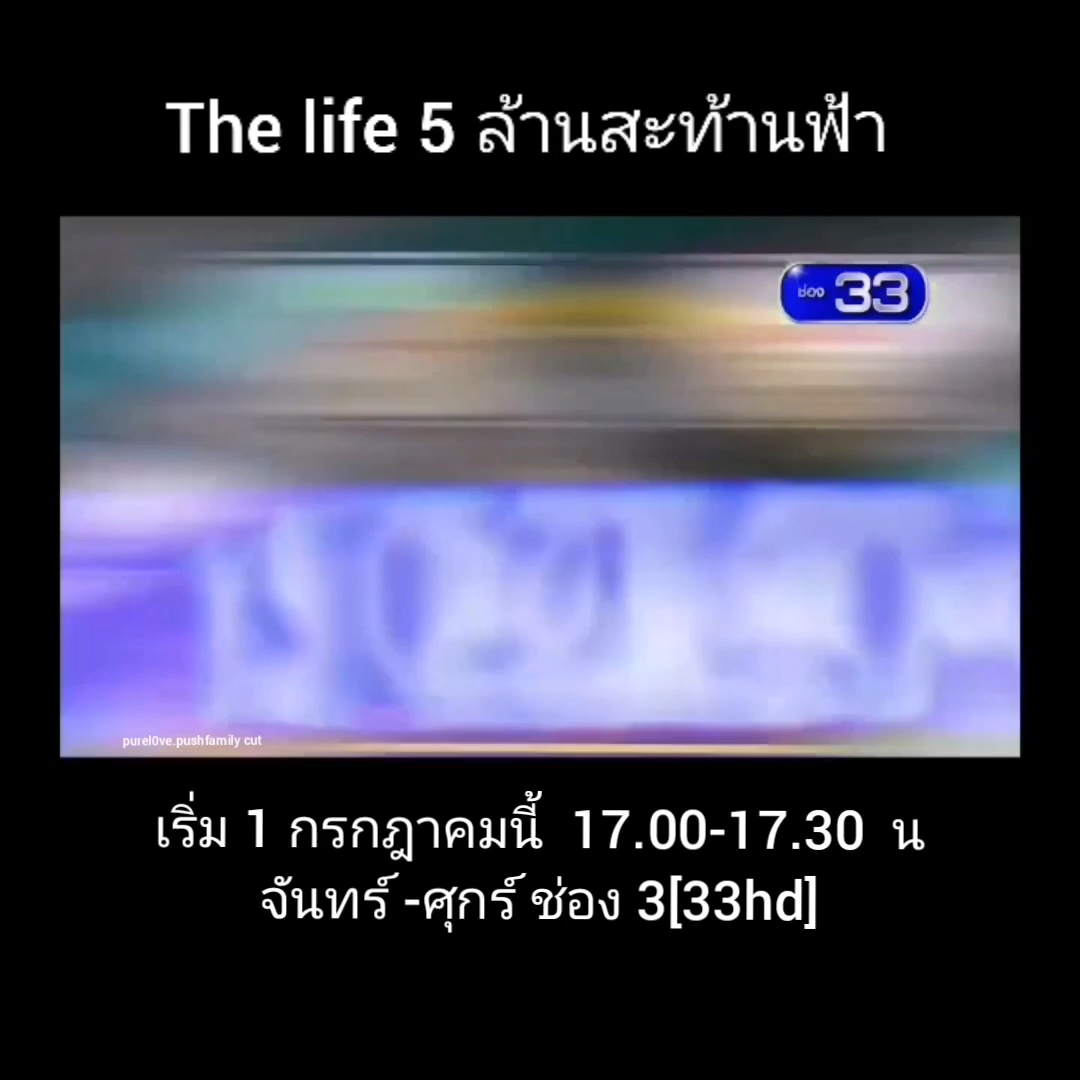 The life 5 ล้านสะท้านฟ้า
ช่อง 33
purel0ve.pushfamily cut
เริ่ม 1 กรกฎาคมนี้ 17.00-17.30 น
จันทร์ -ศุกร์ ช่อง 3[33hd]